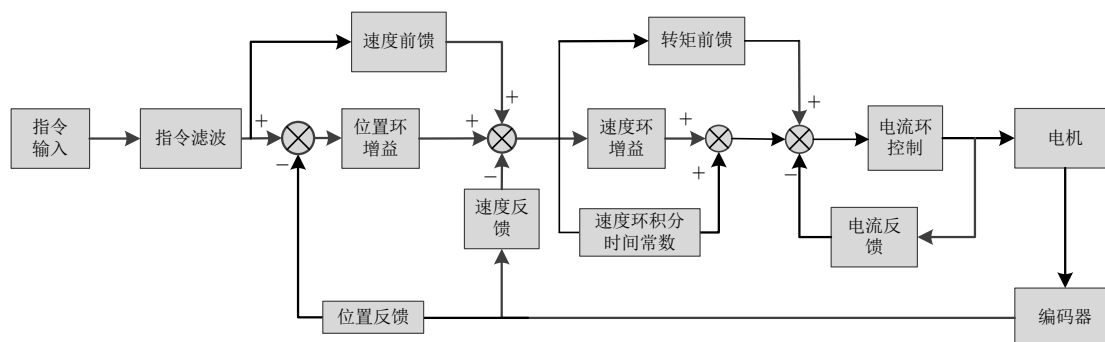 速度前馈
转矩前馈
指令
输入
指令滤波
+
−
位置环
增益
+
+
−
速度环
增益
+
+
+
−
电流环
控制
电机
速度反
馈
速度环积分
时间常数
电流反
馈
位置反馈
编码器